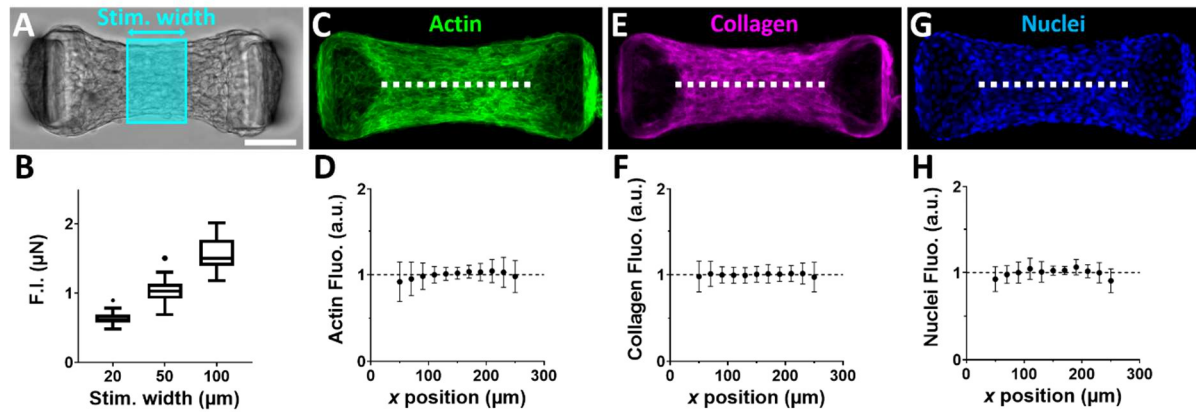 A
Stim. width
C
Actin
E
Collagen
G
Nuclei
B
F.I. (µN)
2
1
0
20
50
100
Stim. width (µm)
D
Actin Fluo. (a.u.)
2
1
0
0
100
200
300
x position (µm)
F
Collagen Fluo. (a.u.)
2
1
0
0
100
200
300
x position (µm)
H
Nuclei Fluo. (a.u.)
2
1
0
0
100
200
300
x position (µm)